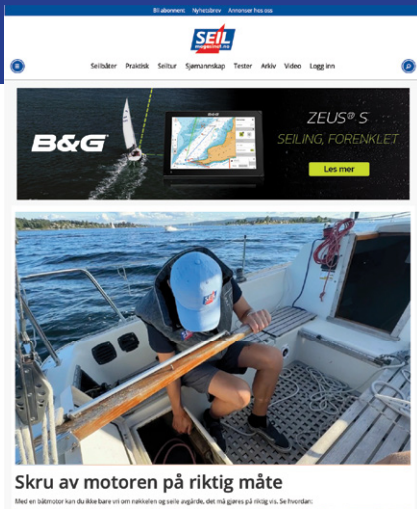 Bli abonnent Nyhetsbrev Annonser hos oss
SEIL
magasinet.no
Seilbåter Praktisk Seiltur Sjømannskap Tester Arkiv Video Logg inn
B&G
ZEUS® S
SEILING, FORENKLET
Les mer
Skru av motoren på riktig måte
Med en båtmotor kan du ikke bare vri om nøkkelen og seile avgårde, det må gjøres på riktig vis. Se hvordan: